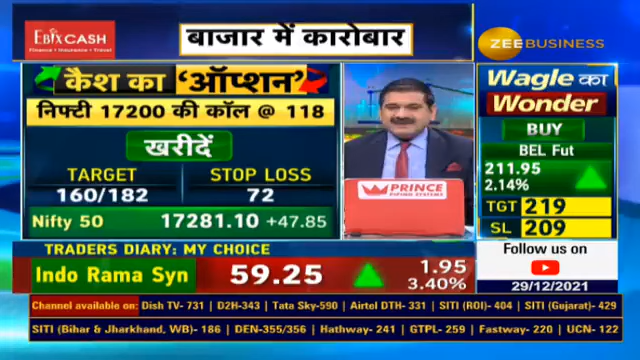 EbixCASH
Finance • Insurance • Travel
बाजार में कारोबार
ZEE BUSINESS
कैश का 'ऑप्शन'
निफ्टी 17200 की कॉल @ 118
खरीदें
TARGET STOP LOSS
160/182 72
Nifty 50 17281.10 +47.85
PRINCE
PIPING SYSTEMS
Wagle का
Wonder
BUY
BEL Fut
211.95
2.14%
TGT 219
SL 209
TRADERS DIARY: MY CHOICE
Indo Rama Syn 59.25 1.95
3.40%
Follow us on
29/12/2021
Channel available on: Dish TV- 731 | D2H-343 | Tata Sky-590 | Airtel DTH- 331 | SITI (ROI)- 404 | SITI (Gujarat)- 429
SITI (Bihar & Jharkhand, WB)- 186 | DEN-355/356 | Hathway- 241 | GTPL- 259 | Fastway- 220 | UCN- 122